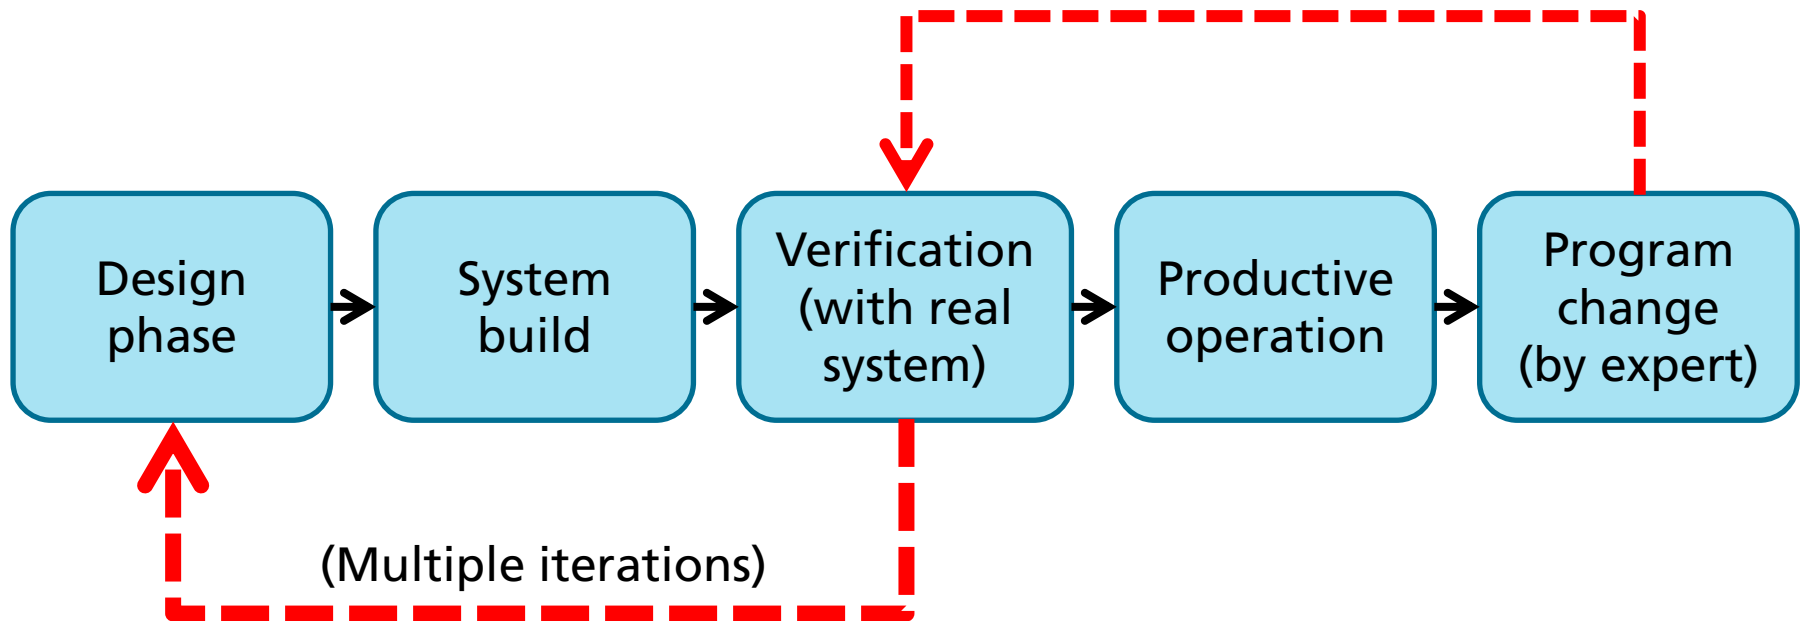 Design
phase
System
build
Verification
(with real
system)
Productive
operation
Program
change
(by expert)
(Multiple iterations)